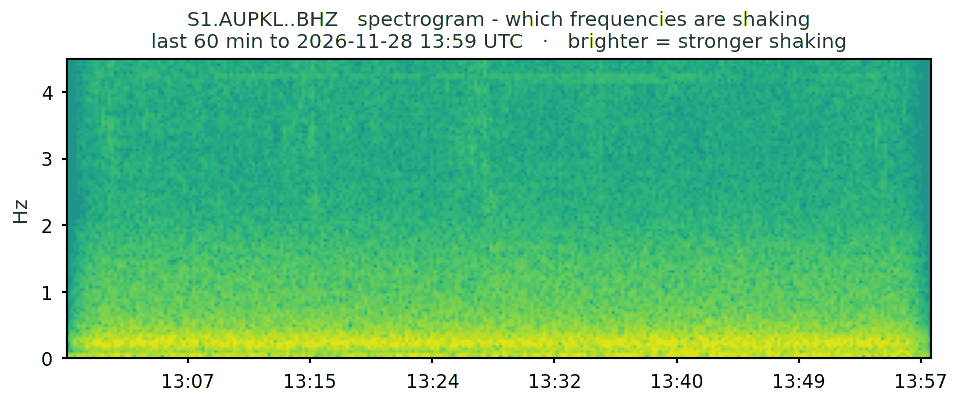 S1.AUPKL..BHZ   spectrogram - which frequencies are shaking
last 60 min to 2026-11-28 13:59 UTC   ·   brighter = stronger shaking
4
3
Hz
2
1
0
13:07 13:15 13:24 13:32 13:40 13:49 13:57